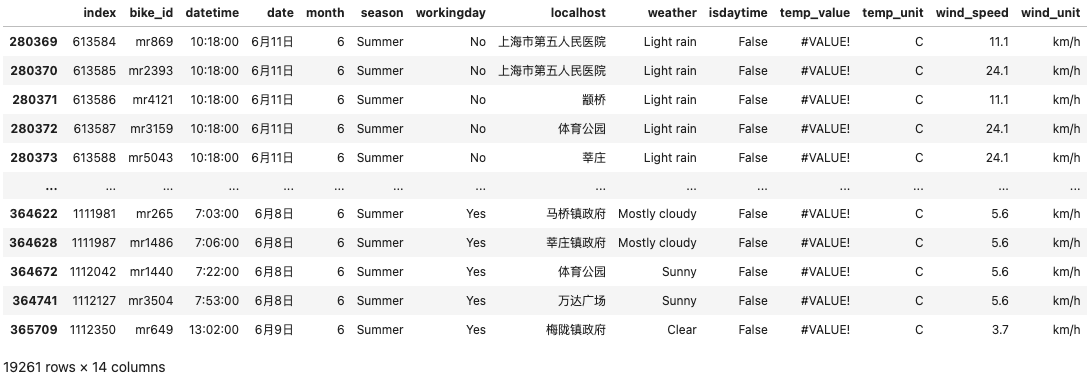 index bike_id datetime date month season workingday localhost weather isdaytime temp_value temp_unit wind_speed wind_unit
280369 613584 mr869 10:18:00 6月11日 6 Summer No 上海市第五人民医院 Light rain False #VALUE! C 11.1 km/h
280370 613585 mr2393 10:18:00 6月11日 6 Summer No 上海市第五人民医院 Light rain False #VALUE! C 24.1 km/h
280371 613586 mr4121 10:18:00 6月11日 6 Summer No 颛桥 Light rain False #VALUE! C 11.1 km/h
280372 613587 mr3159 10:18:00 6月11日 6 Summer No 体育公园 Light rain False #VALUE! C 24.1 km/h
280373 613588 mr5043 10:18:00 6月11日 6 Summer No 莘庄 Light rain False #VALUE! C 24.1 km/h
... ... ... ... ... ... ... ... ... ... ... ... ... ... ...
364622 1111981 mr265 7:03:00 6月8日 6 Summer Yes 马桥镇政府 Mostly cloudy False #VALUE! C 5.6 km/h
364628 1111987 mr1486 7:06:00 6月8日 6 Summer Yes 莘庄镇政府 Mostly cloudy False #VALUE! C 5.6 km/h
364672 1112042 mr1440 7:22:00 6月8日 6 Summer Yes 体育公园 Sunny False #VALUE! C 5.6 km/h
364741 1112127 mr3504 7:53:00 6月8日 6 Summer Yes 万达广场 Sunny False #VALUE! C 5.6 km/h
365709 1112350 mr649 13:02:00 6月9日 6 Summer Yes 梅陇镇政府 Clear False #VALUE! C 3.7 km/h
19261 rows × 14 columns